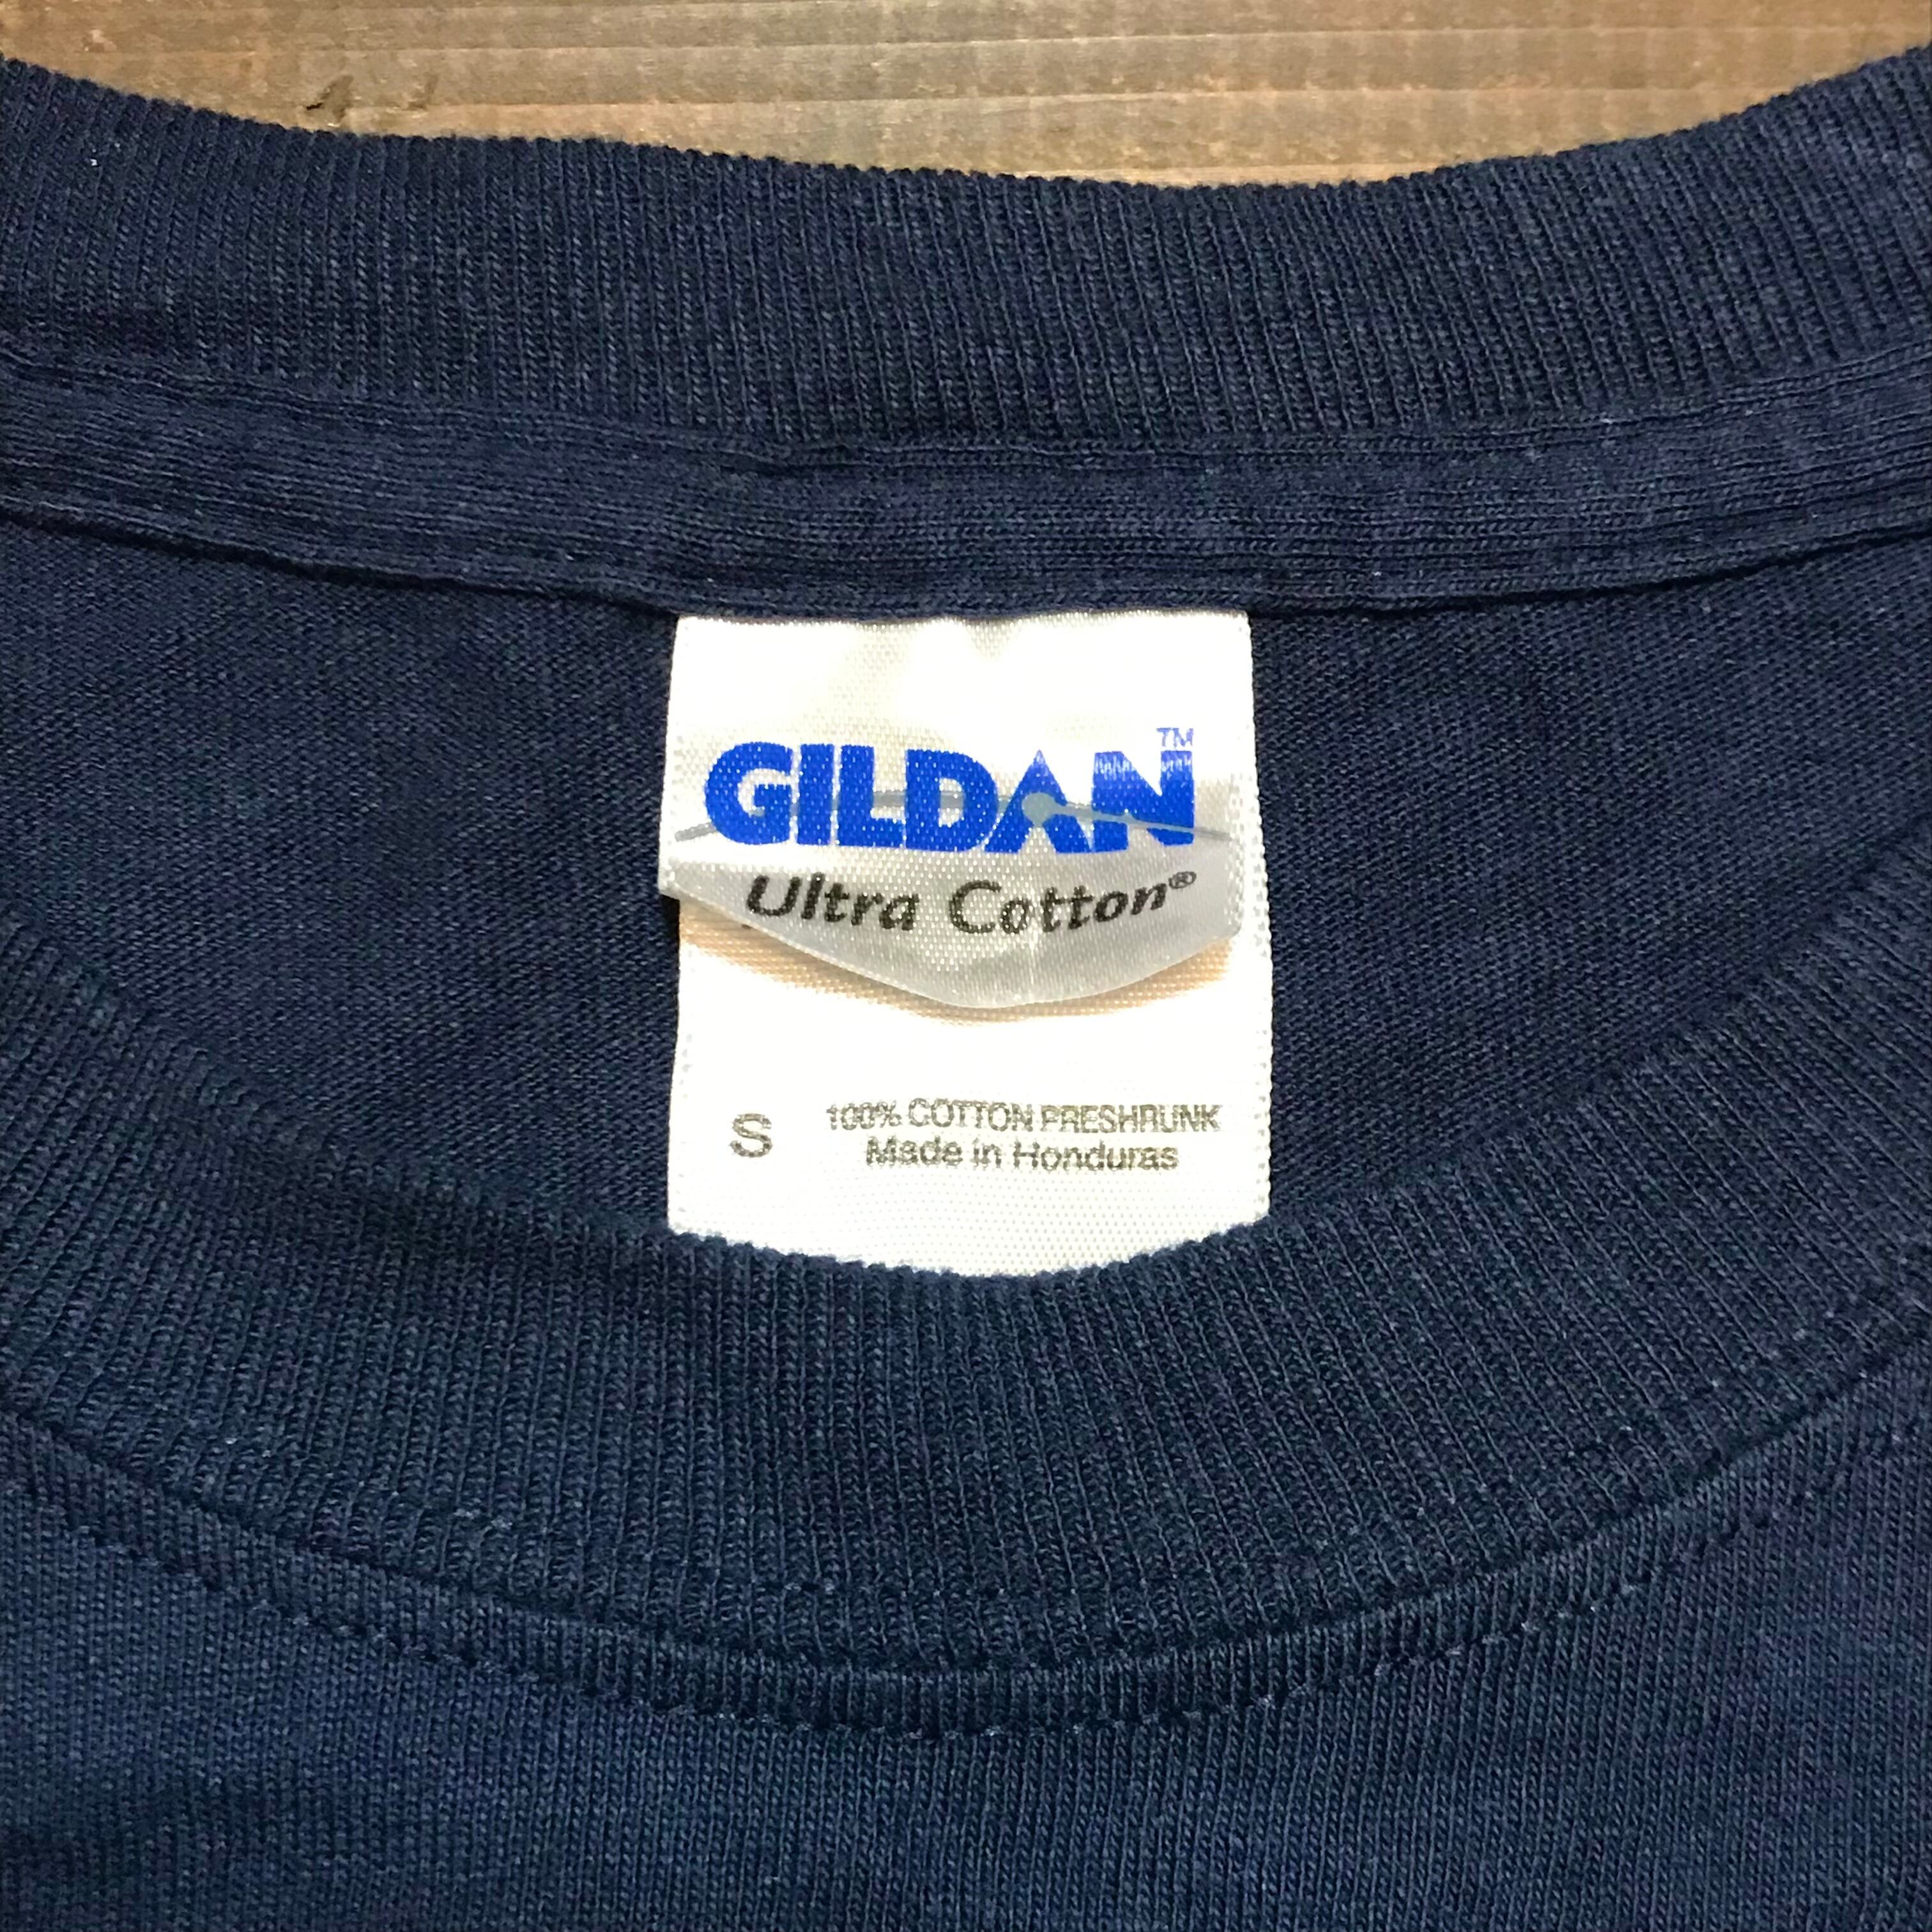 GILDAN™
Ultra Cotton®
S
100% COTTON PRESHRUNK
Made in Honduras